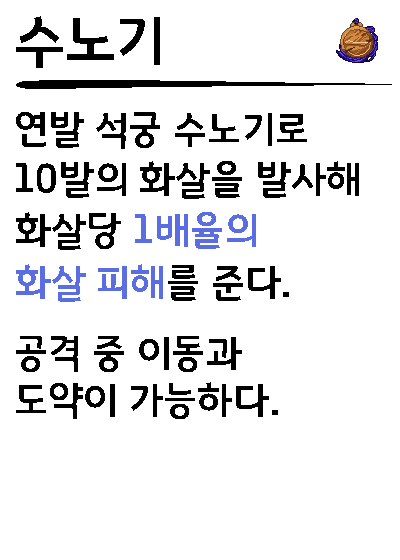 수노기
연발 석궁 수노기로
10발의 화살을 발사해
화살당 1배율의
화살 피해를 준다.
공격 중 이동과
도약이 가능하다.